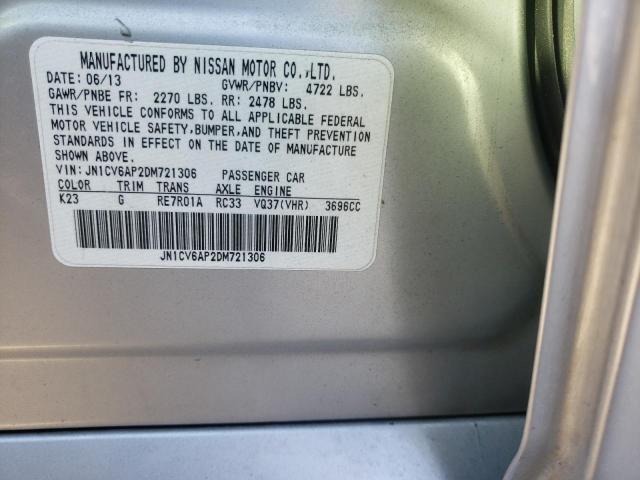 MANUFACTURED BY NISSAN MOTOR CO.,LTD.
DATE: 06/13 GVWR/PNBV: 4722 LBS.
GAWR/PNBE FR: 2270 LBS. RR: 2478 LBS.
THIS VEHICLE CONFORMS TO ALL APPLICABLE FEDERAL
MOTOR VEHICLE SAFETY,BUMPER,AND THEFT PREVENTION
STANDARDS IN EFFECT ON THE DATE OF MANUFACTURE
SHOWN ABOVE.
VIN: JN1CV6AP2DM721306 PASSENGER CAR
COLOR TRIM TRANS AXLE ENGINE
K23 G RE7R01A RC33 VQ37(VHR) 3696CC
JN1CV6AP2DM721306